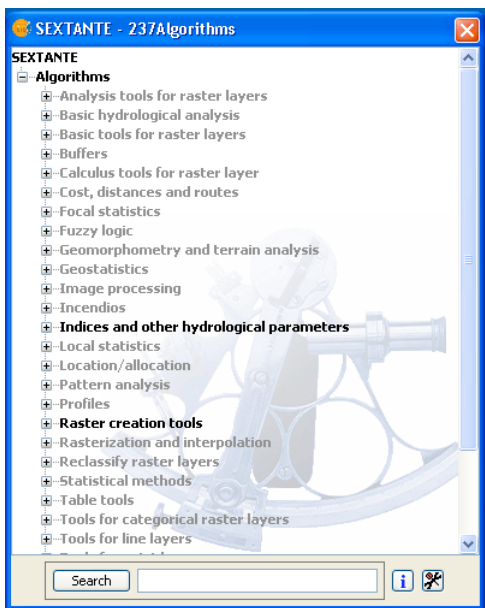 SEXTANTE - 237Algorithms
SEXTANTE
Algorithms
Analysis tools for raster layers
Basic hydrological analysis
Basic tools for raster layers
Buffers
Calculus tools for raster layer
Cost, distances and routes
Focal statistics
Fuzzy logic
Geomorphometry and terrain analysis
Geostatistics
Image processing
Incendios
Indices and other hydrological parameters
Local statistics
Location/allocation
Pattern analysis
Profiles
Raster creation tools
Rasterization and interpolation
Reclassify raster layers
Statistical methods
Table tools
Tools for categorical raster layers
Tools for line layers
Search